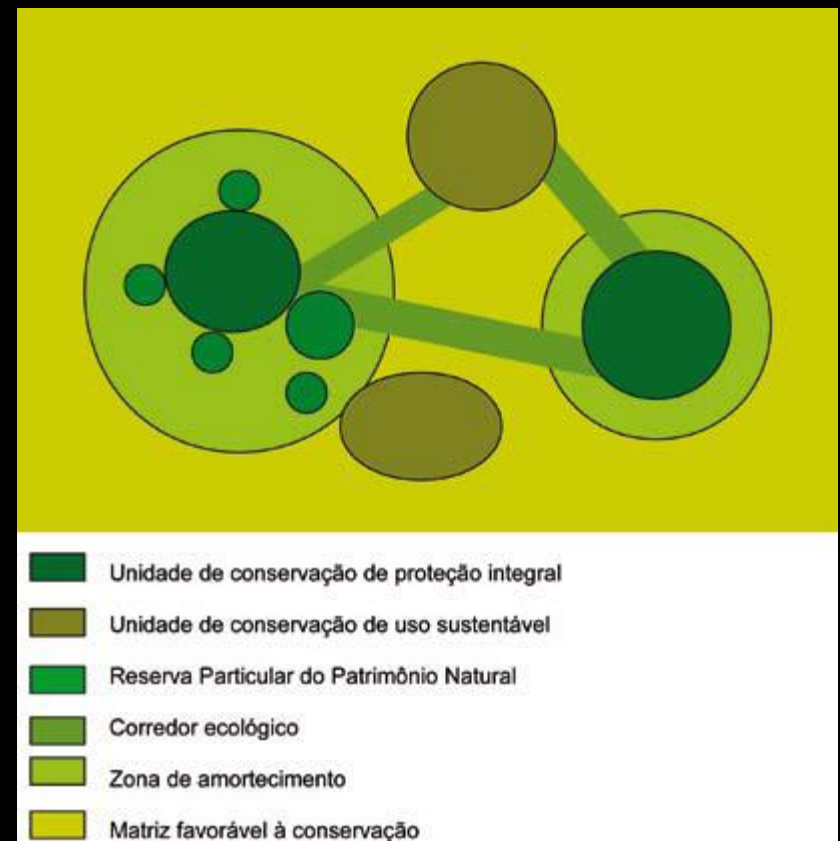 Unidade de conservação de proteção integral
Unidade de conservação de uso sustentável
Reserva Particular do Patrimônio Natural
Corredor ecológico
Zona de amortecimento
Matriz favorável à conservação